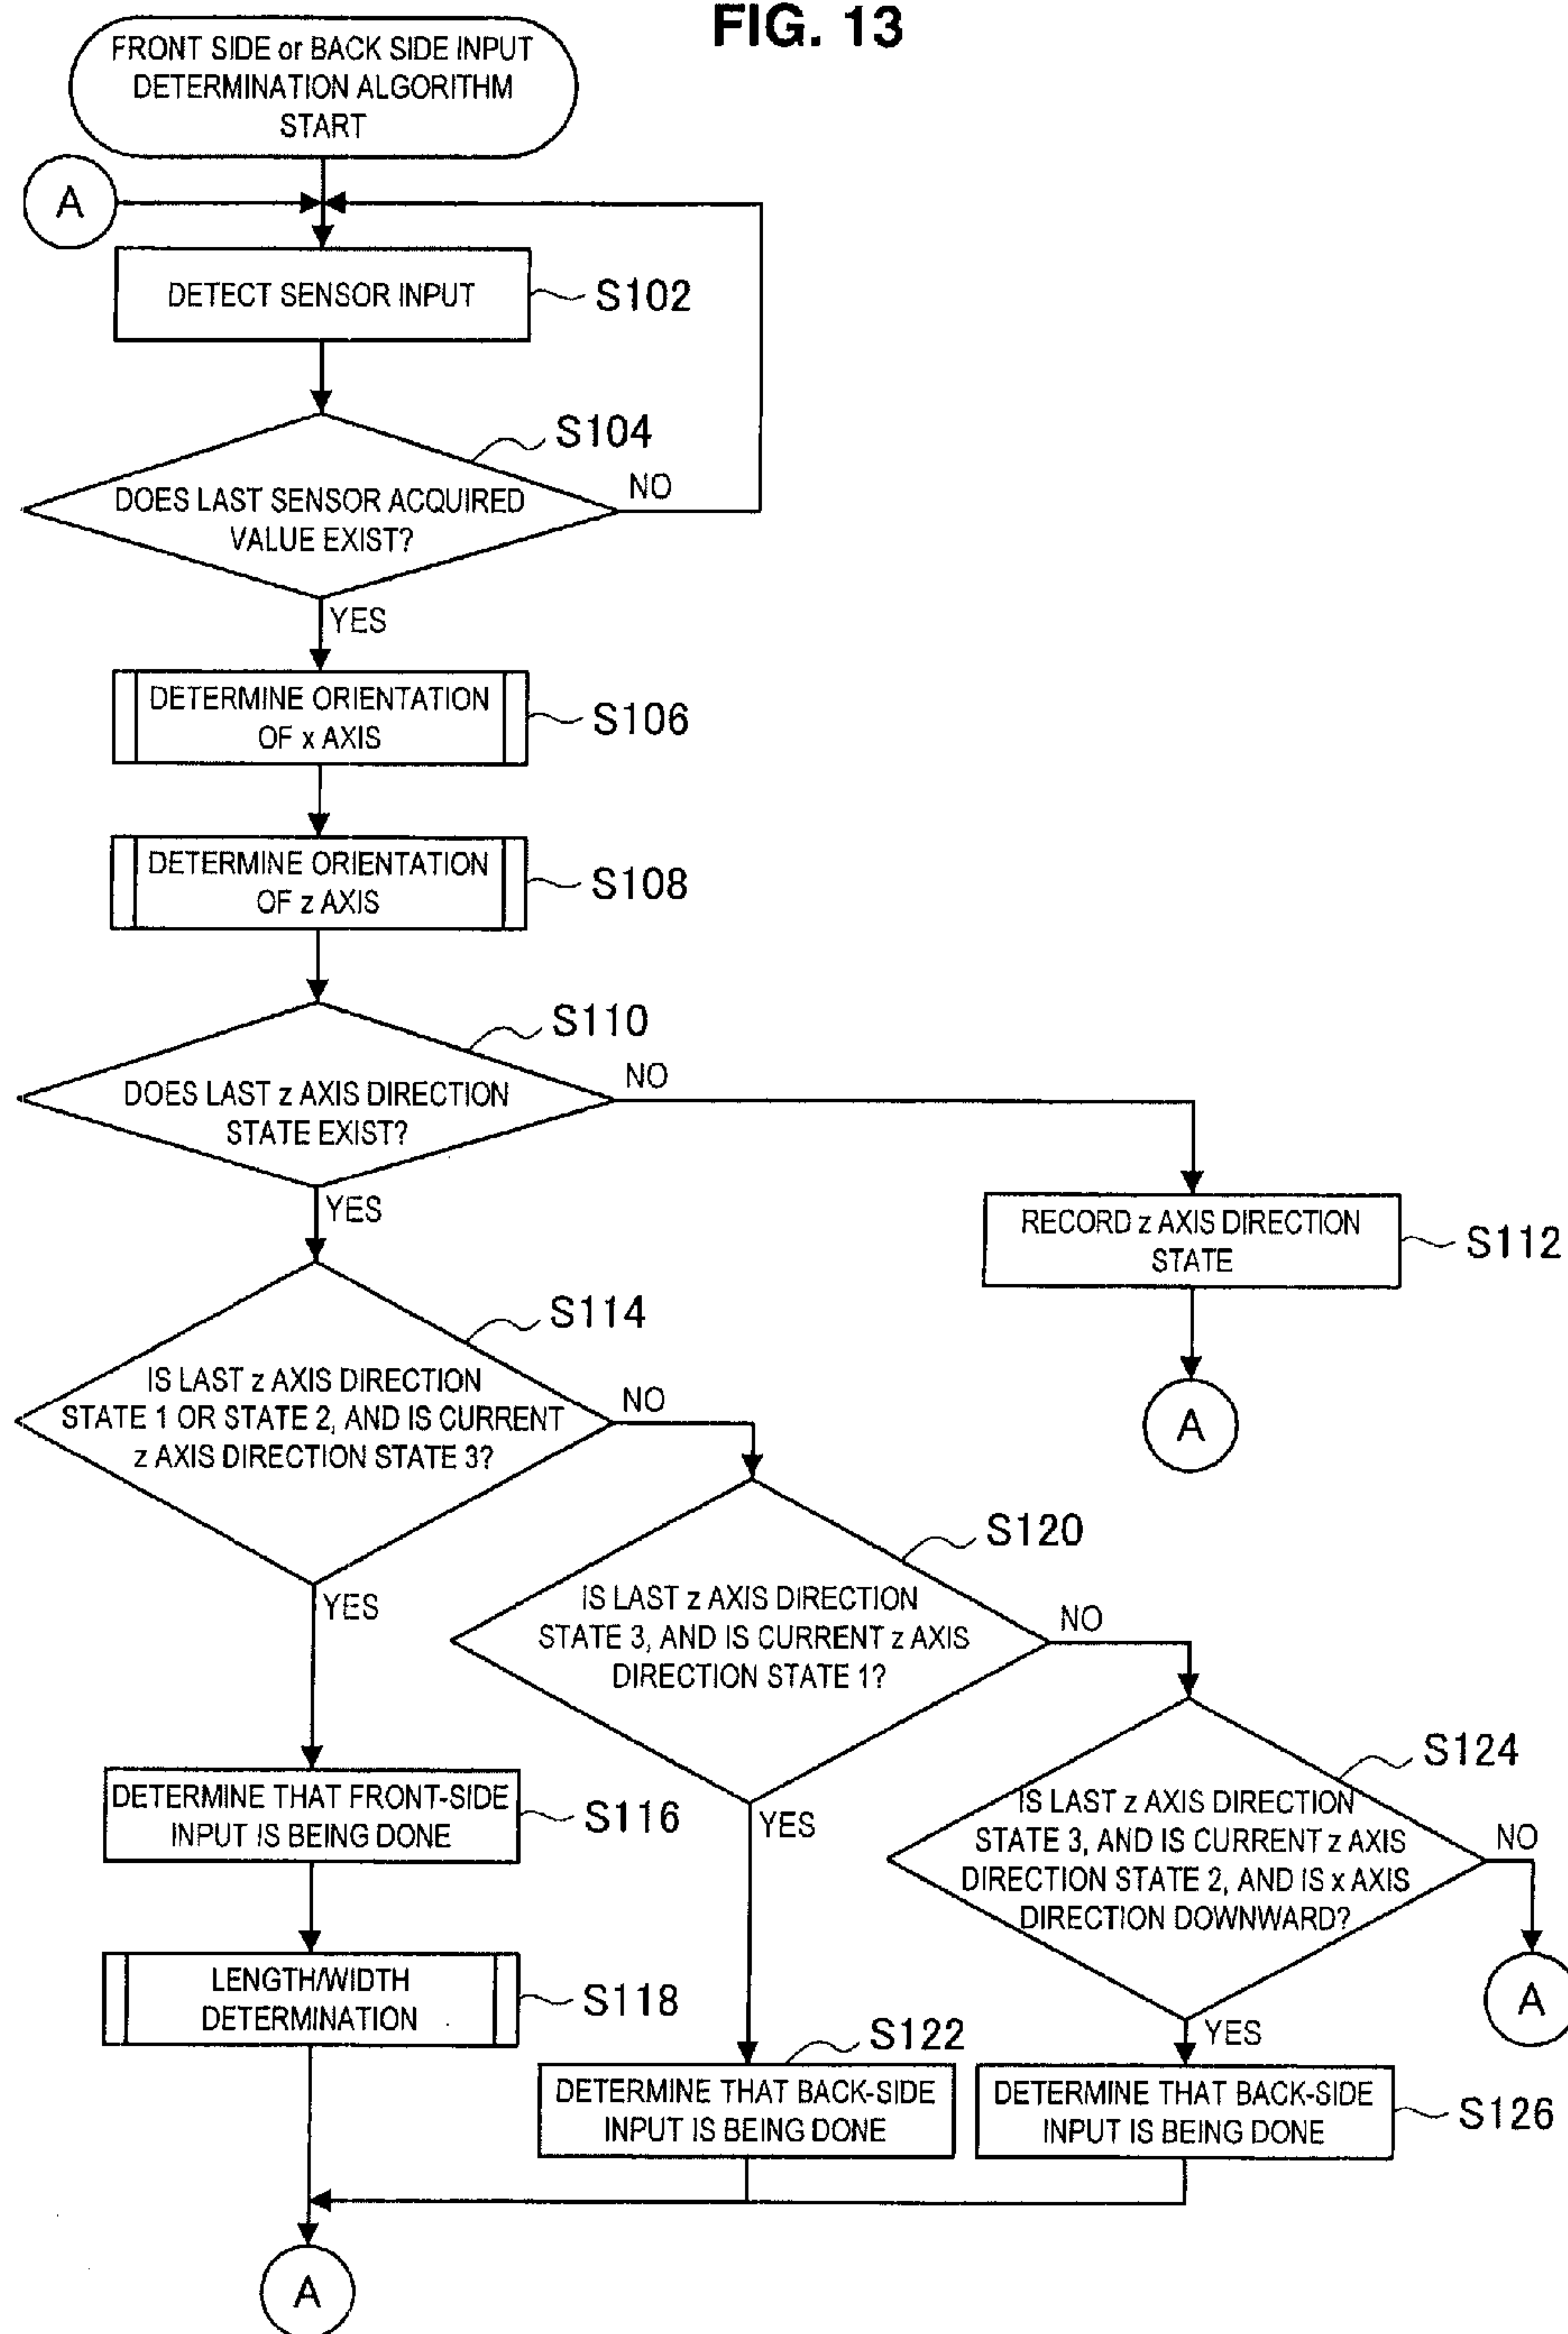 FIG. 13
FRONT SIDE or BACK SIDE INPUT
DETERMINATION ALGORITHM
START
A
DETECT SENSOR INPUT
S102
S104
DOES LAST SENSOR ACQUIRED
VALUE EXIST?
NO
YES
DETERMINE ORIENTATION
OF x AXIS
S106
DETERMINE ORIENTATION
OF z AXIS
S108
S110
DOES LAST z AXIS DIRECTION
STATE EXIST?
NO
YES
RECORD z AXIS DIRECTION
STATE
S112
A
S114
IS LAST z AXIS DIRECTION
STATE 1 OR STATE 2, AND IS CURRENT
z AXIS DIRECTION STATE 3?
NO
YES
S120
IS LAST z AXIS DIRECTION
STATE 3, AND IS CURRENT z AXIS
DIRECTION STATE 1?
NO
YES
S124
IS LAST z AXIS DIRECTION
STATE 3, AND IS CURRENT z AXIS
DIRECTION STATE 2, AND IS x AXIS
DIRECTION DOWNWARD?
NO
A
YES
DETERMINE THAT FRONT-SIDE
INPUT IS BEING DONE
S116
LENGTH/WIDTH
DETERMINATION
S118
S122
DETERMINE THAT BACK-SIDE
INPUT IS BEING DONE
DETERMINE THAT BACK-SIDE
INPUT IS BEING DONE
S126
A